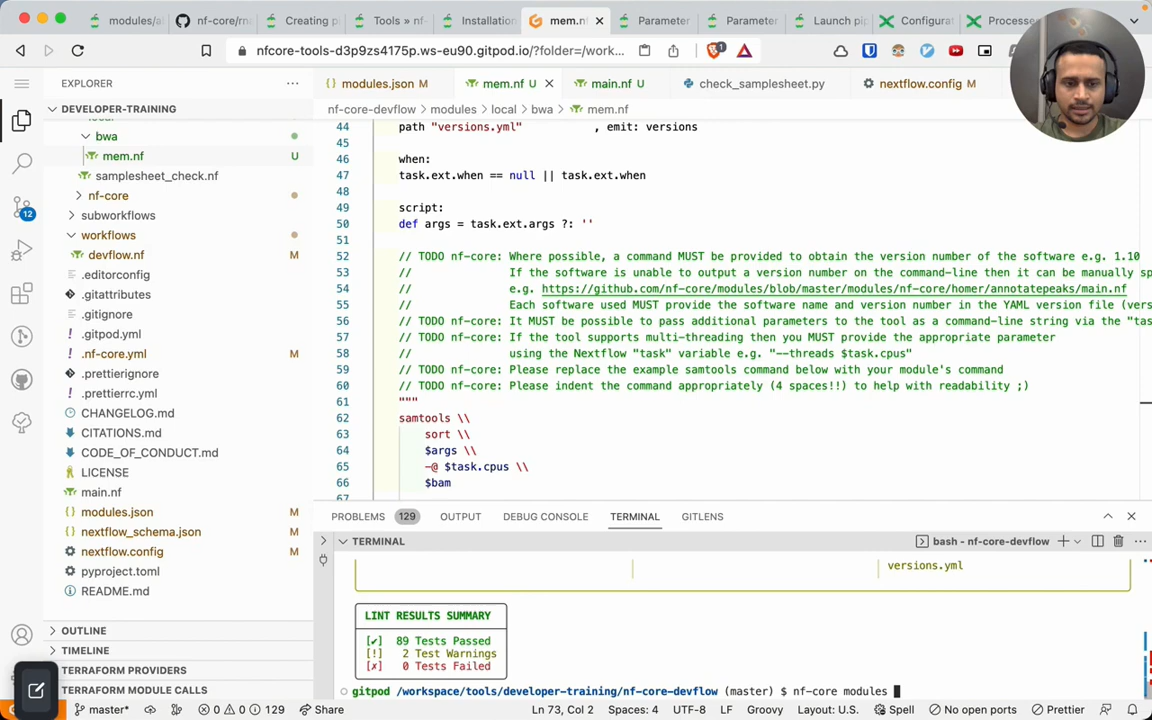 modules/al
nf-core/rn
Creating p
Tools » nf-
Installation
mem.nf
Parameter
Parameter
Launch pip
Configurat
Processes
nfcore-tools-d3p9zs4175p.ws-eu90.gitpod.io/?folder=/work...
EXPLORER
modules.json M
mem.nf U
main.nf U
check_samplesheet.py
nextflow.config M
DEVELOPER-TRAINING
nf-core-devflow > modules > local > bwa > mem.nf
bwa
mem.nf U
samplesheet_check.nf
nf-core
subworkflows
workflows
devflow.nf M
.editorconfig
.gitattributes
.gitignore
.gitpod.yml
.nf-core.yml M
.prettierignore
.prettierrc.yml
CHANGELOG.md
CITATIONS.md
CODE_OF_CONDUCT.md
LICENSE
main.nf
modules.json M
nextflow_schema.json M
nextflow.config M
pyproject.toml
README.md
OUTLINE
TIMELINE
TERRAFORM PROVIDERS
TERRAFORM MODULE CALLS
12
44 path "versions.yml" , emit: versions
45
46 when:
47 task.ext.when == null || task.ext.when
48
49 script:
50 def args = task.ext.args ?: ''
51
52 // TODO nf-core: Where possible, a command MUST be provided to obtain the version number of the software e.g. 1.10
53 // If the software is unable to output a version number on the command-line then it can be manually sp
54 // e.g. https://github.com/nf-core/modules/blob/master/modules/nf-core/homer/annotatepeaks/main.nf
55 // Each software used MUST provide the software name and version number in the YAML version file (vers
56 // TODO nf-core: It MUST be possible to pass additional parameters to the tool as a command-line string via the "tas
57 // TODO nf-core: If the tool supports multi-threading then you MUST provide the appropriate parameter
58 // using the Nextflow "task" variable e.g. "--threads $task.cpus"
59 // TODO nf-core: Please replace the example samtools command below with your module's command
60 // TODO nf-core: Please indent the command appropriately (4 spaces!!) to help with readability ;)
61 """
62 samtools \\
63 sort \\
64 $args \\
65 -@ $task.cpus \\
66 $bam
67
PROBLEMS 129 OUTPUT DEBUG CONSOLE TERMINAL GITLENS
TERMINAL
bash - nf-core-devflow
versions.yml
LINT RESULTS SUMMARY
[✔] 89 Tests Passed
[!] 2 Test Warnings
[✗] 0 Tests Failed
gitpod /workspace/tools/developer-training/nf-core-devflow (master) $ nf-core modules
master* 0 0 129 Share Ln 73, Col 2 Spaces: 4 UTF-8 LF Groovy Layout: U.S. Spell No open ports Prettier